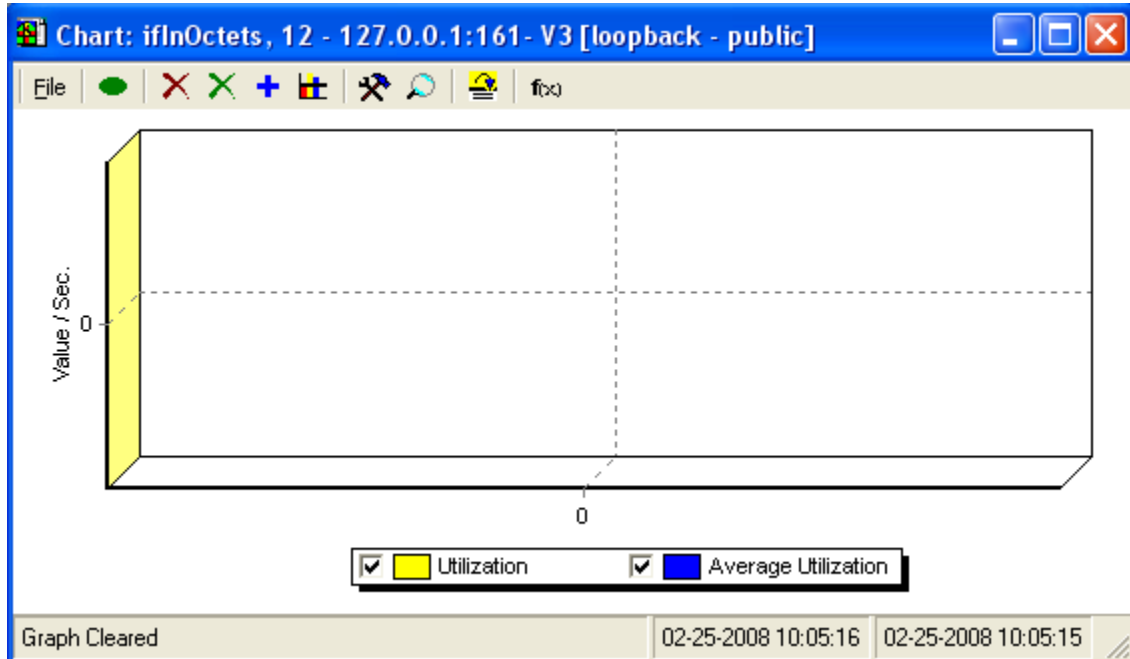 Chart: ifInOctets, 12 - 127.0.0.1:161- V3 [loopback - public]
File f(x)
Value / Sec.
0
0
Utilization Average Utilization
Graph Cleared 02-25-2008 10:05:16 02-25-2008 10:05:15